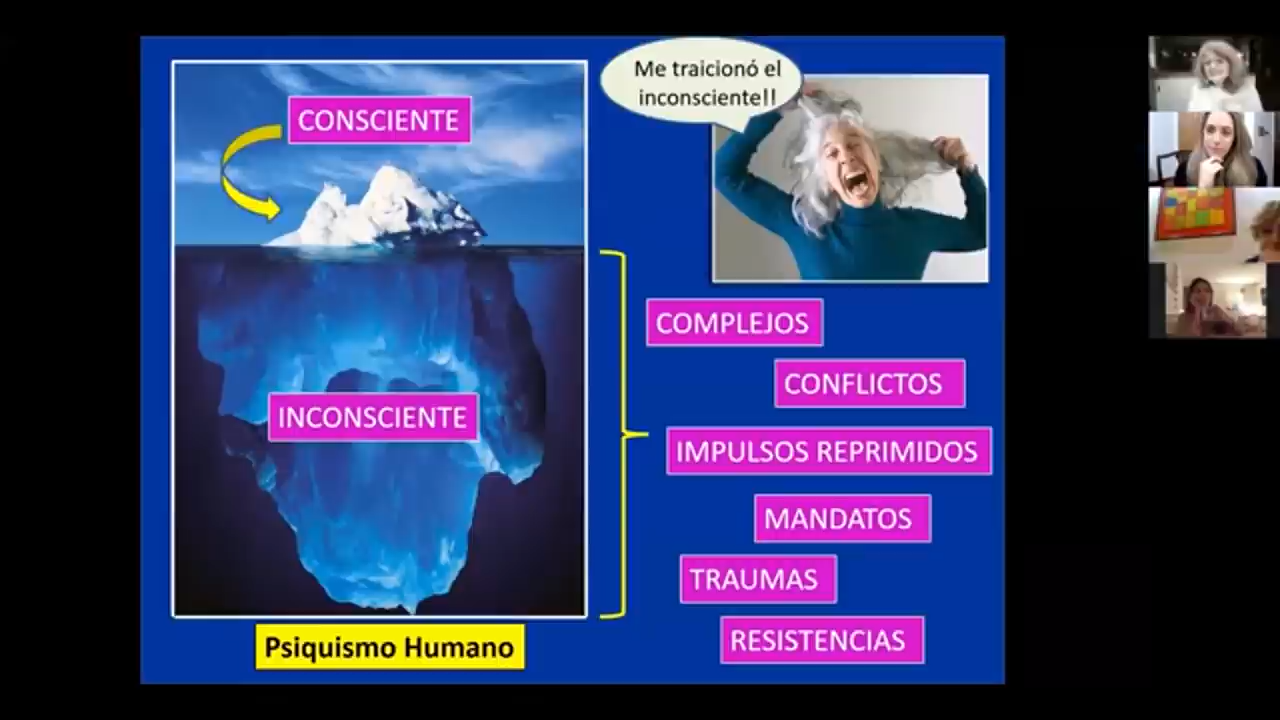 CONSCIENTE
INCONSCIENTE
Psiquismo Humano
Me traicionó el
inconsciente!!
COMPLEJOS
CONFLICTOS
IMPULSOS REPRIMIDOS
MANDATOS
TRAUMAS
RESISTENCIAS